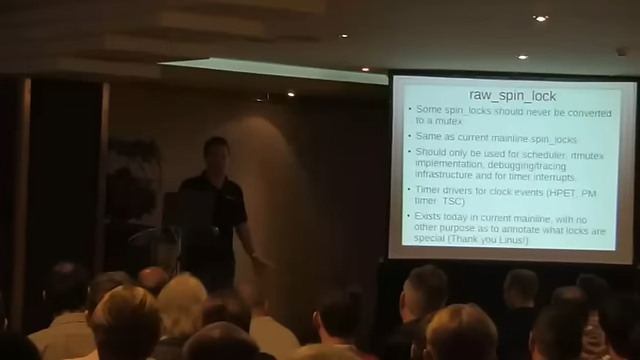 raw_spin_lock
• Some spin_locks should never be converted
to a mutex
• Same as current mainline spin_locks
• Should only be used for scheduler, rtmutex
implementation, debugging/tracing
infrastructure and for timer interrupts.
• Timer drivers for clock events (HPET, PM
timer, TSC)
• Exists today in current mainline, with no
other purpose as to annotate what locks are
special (Thank you Linus!)